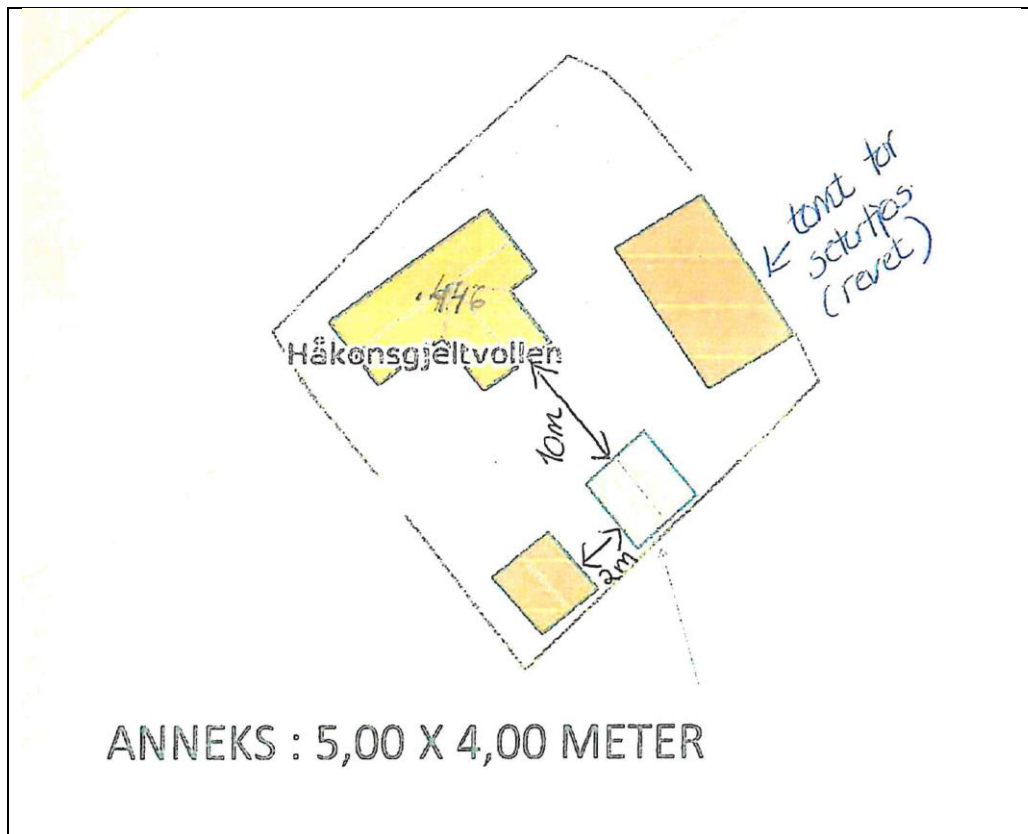 tomt for
seterfjøs
(revet)
.446
Håkonsgjeltvollen
10m
2m
ANNEKS : 5,00 X 4,00 METER